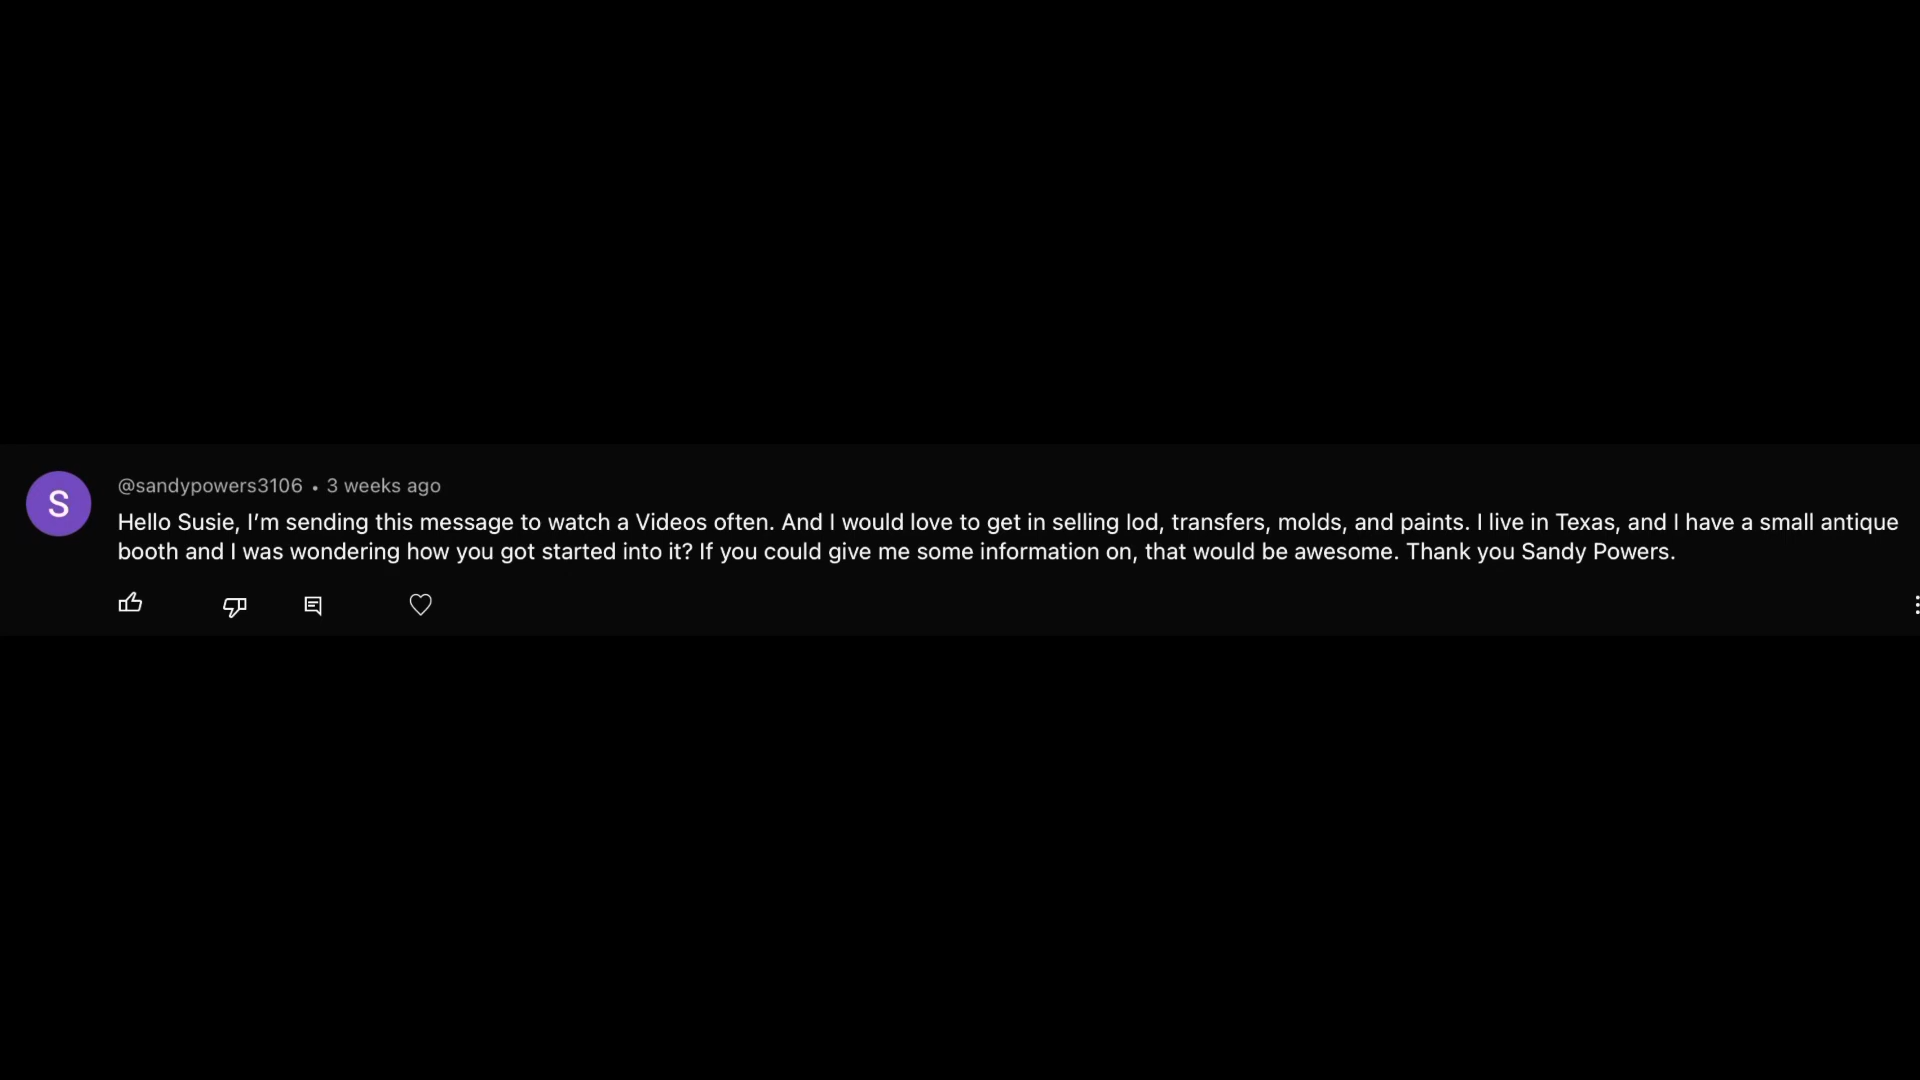 S
@sandypowers3106 • 3 weeks ago
Hello Susie, I’m sending this message to watch a Videos often. And I would love to get in selling lod, transfers, molds, and paints. I live in Texas, and I have a small antique
booth and I was wondering how you got started into it? If you could give me some information on, that would be awesome. Thank you Sandy Powers.